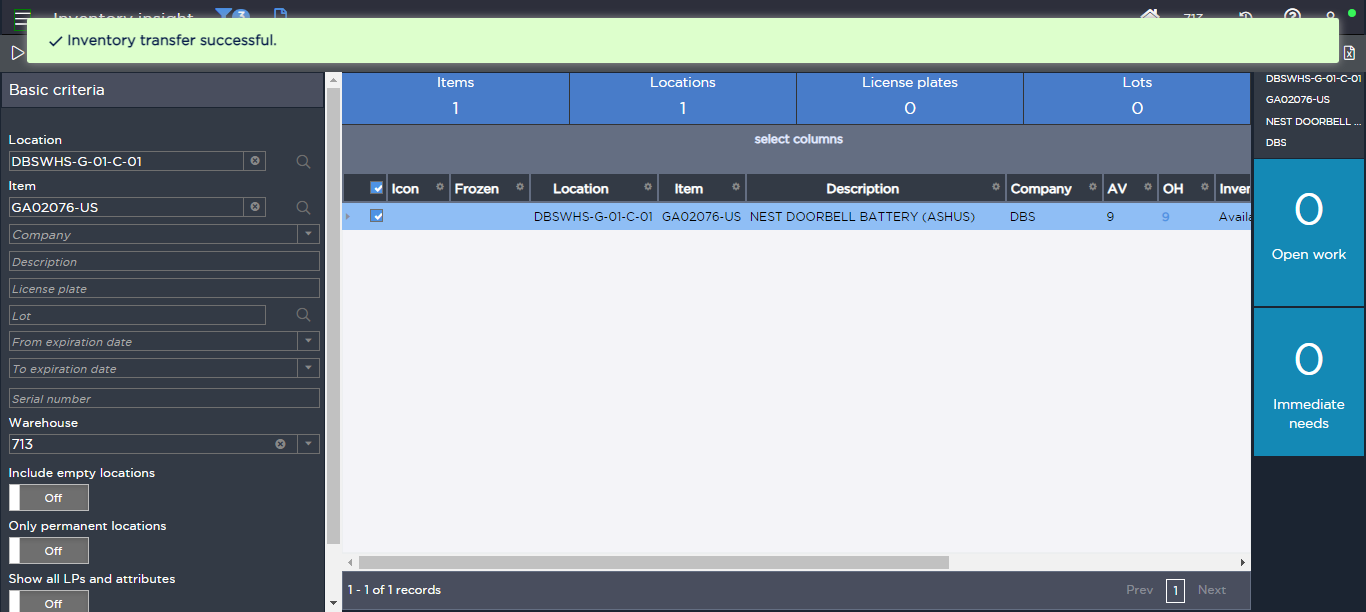 Inventory insight
3
713
Inventory transfer successful.
Basic criteria
Location
DBSWHS-G-01-C-01
Item
GA02076-US
Company
Description
License plate
Lot
From expiration date
To expiration date
Serial number
Warehouse
713
Include empty locations
Off
Only permanent locations
Off
Show all LPs and attributes
Off
Items
1
Locations
1
License plates
0
Lots
0
select columns
Icon Frozen Location Item Description Company AV OH Inver
DBSWHS-G-01-C-01 GA02076-US NEST DOORBELL BATTERY (ASHUS) DBS 9 9 Availa
1 - 1 of 1 records
Prev 1 Next
DBSWHS-G-01-C-01
GA02076-US
NEST DOORBELL ...
DBS
0
Open work
0
Immediate
needs